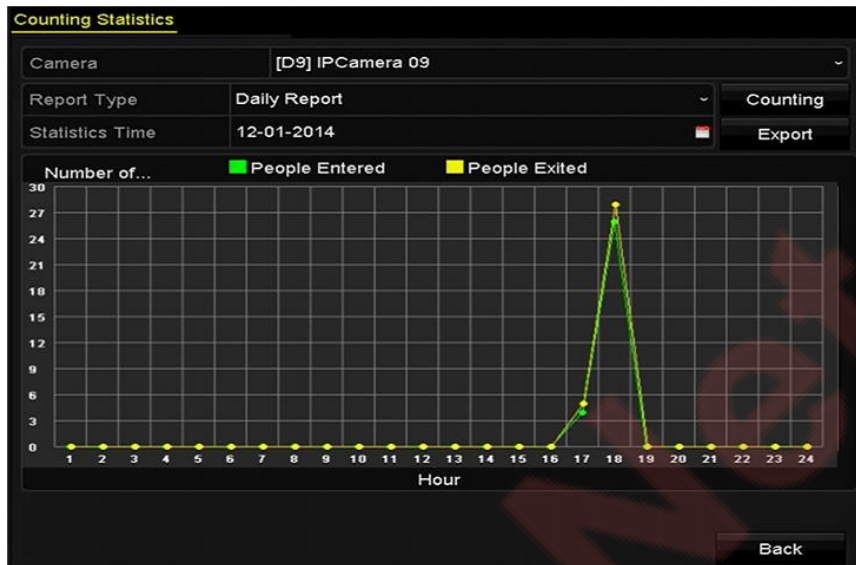 Counting Statistics
Camera [D9] IPCamera 09
Report Type Daily Report Counting
Statistics Time 12-01-2014 Export
Number of... People Entered People Exited
30
27
24
21
18
15
12
9
6
3
0
1 2 3 4 5 6 7 8 9 10 11 12 13 14 15 16 17 18 19 20 21 22 23 24
Hour
Net
Back